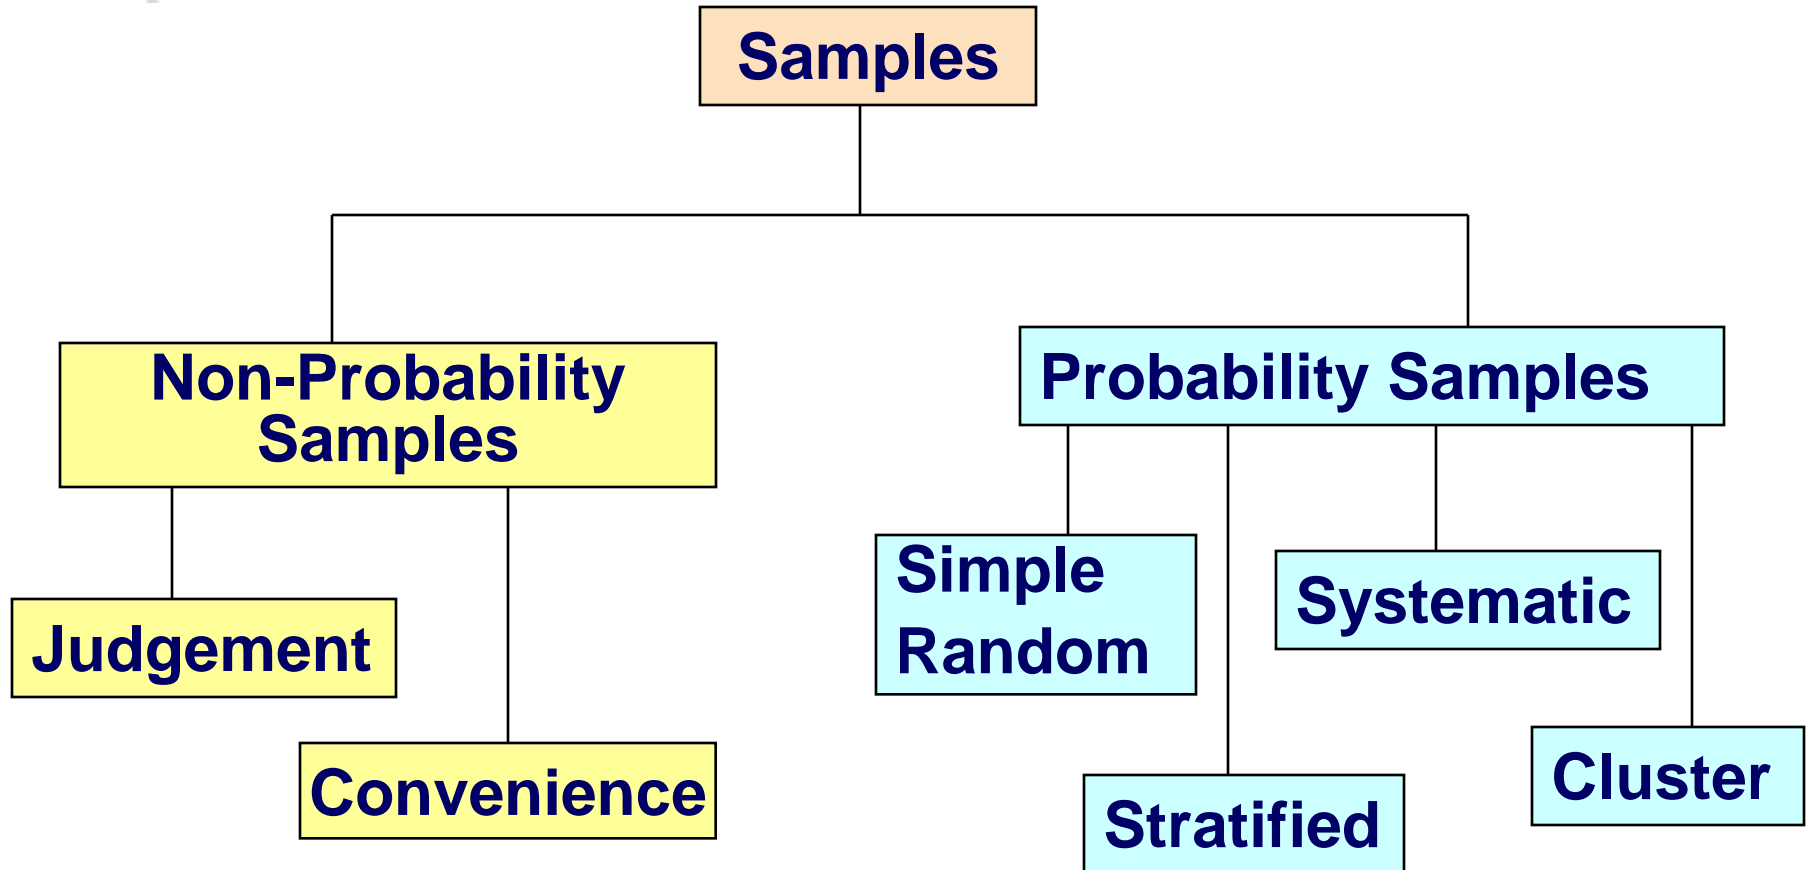 Samples
Non-Probability
Samples
Probability Samples
Judgement
Convenience
Simple
Random
Systematic
Stratified
Cluster